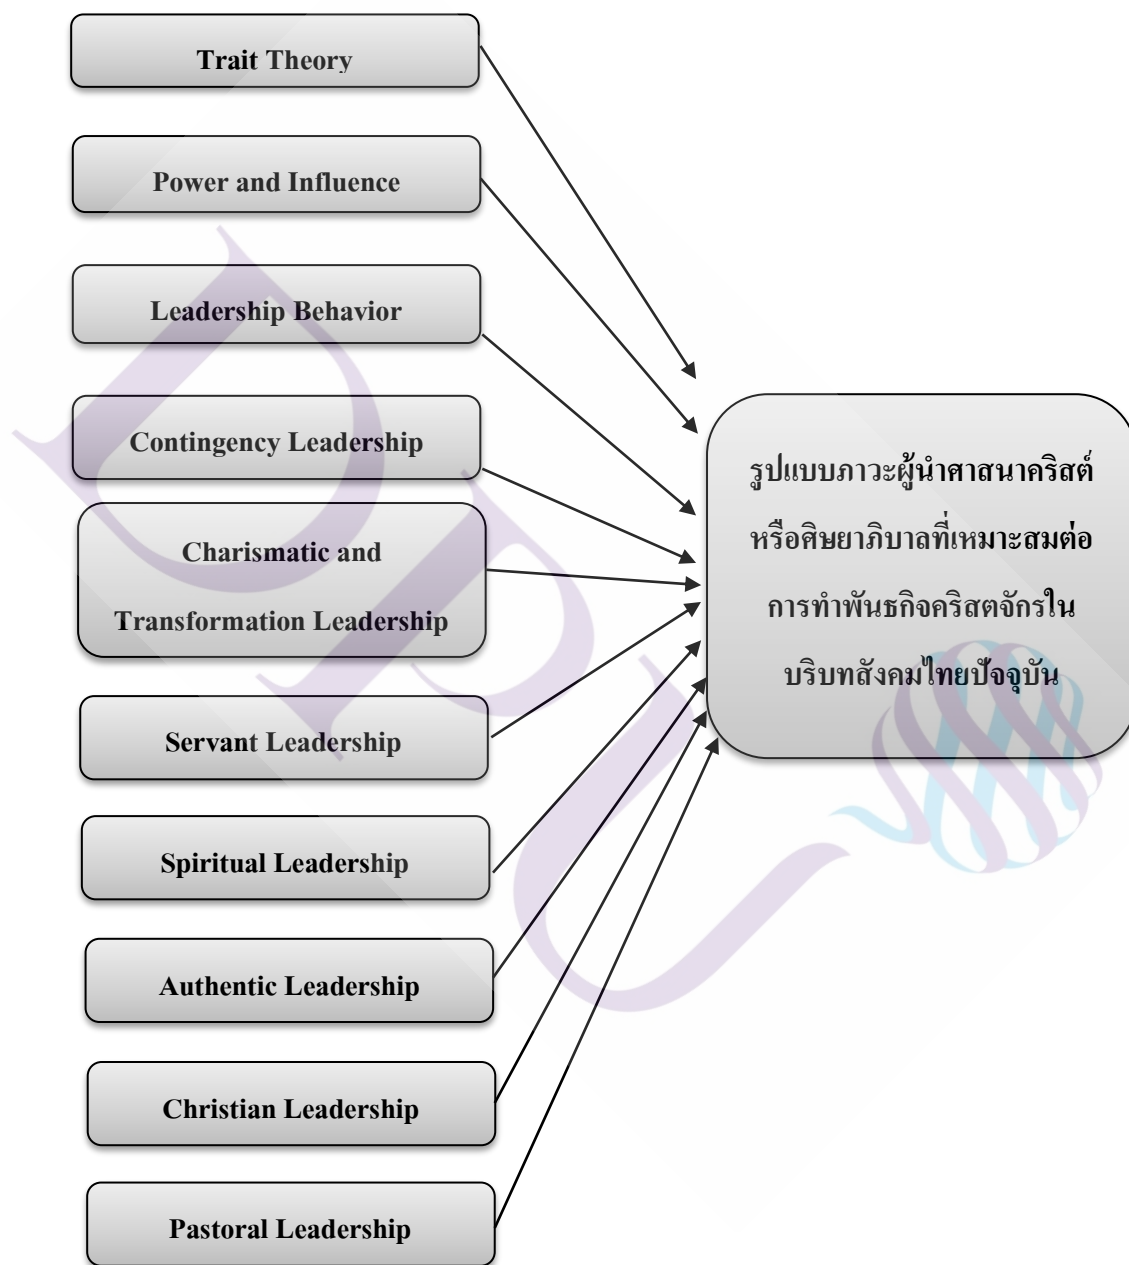 Trait Theory
Power and Influence
Leadership Behavior
Contingency Leadership
Charismatic and
Transformation Leadership
Servant Leadership
Spiritual Leadership
Authentic Leadership
Christian Leadership
Pastoral Leadership
รูปแบบภาวะผู้นำศาสนาคริสต์
หรือศิษยาภิบาลที่เหมาะสมต่อ
การทำพันธกิจคริสตจักรใน
บริบทสังคมไทยปัจจุบัน
DPU